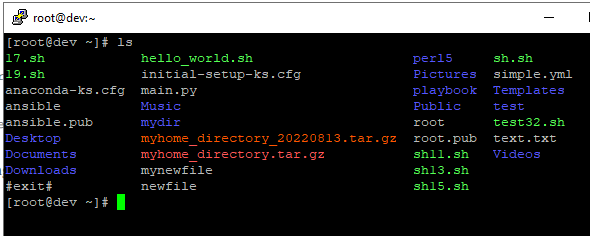 root@dev:~
[root@dev ~]# ls
17.sh hello_world.sh perl5 sh.sh
19.sh initial-setup-ks.cfg Pictures simple.yml
anaconda-ks.cfg main.py playbook Templates
ansible Music Public test
ansible.pub mydir root test32.sh
Desktop myhome_directory_20220813.tar.gz root.pub text.txt
Documents myhome_directory.tar.gz sh11.sh Videos
Downloads mynewfile sh13.sh
#exit# newfile sh15.sh
[root@dev ~]#